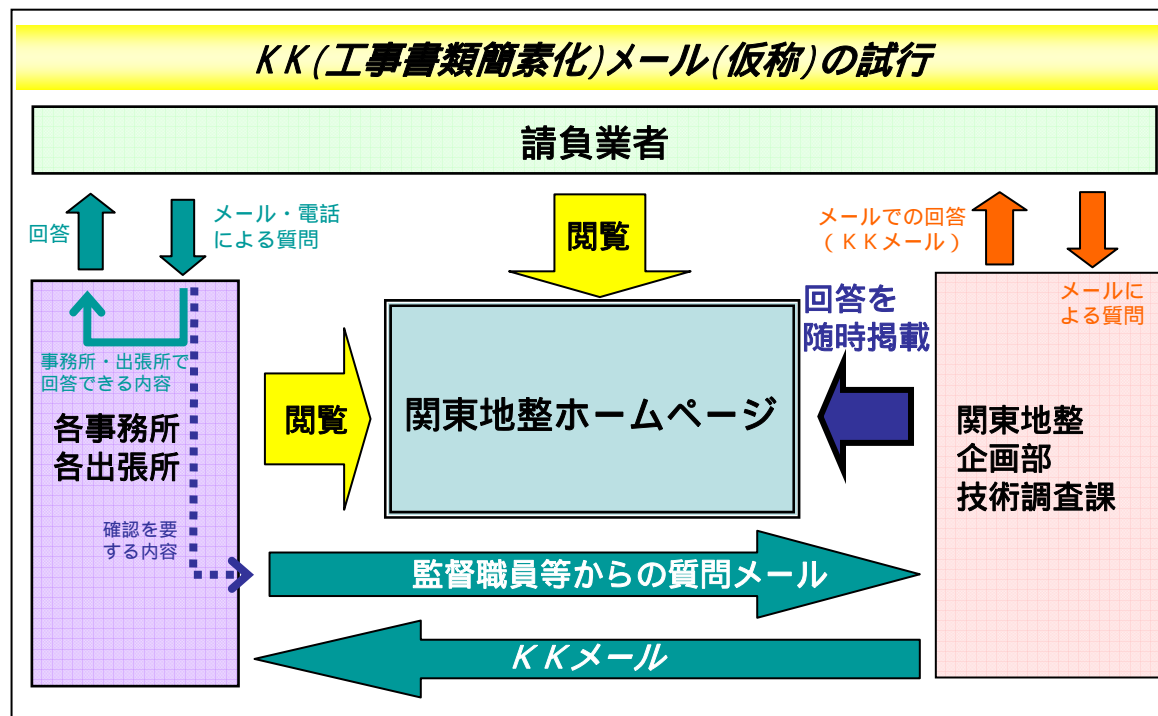 KK(工事書類簡素化)メール(仮称)の試行
請負業者
回答
メール・電話
による質問
閲覧
メールでの回答
(KKメール)
メールに
よる質問
事務所・出張所で
回答できる内容
各事務所
各出張所
確認を要
する内容
閲覧
関東地整ホームページ
回答を
随時掲載
関東地整
企画部
技術調査課
監督職員等からの質問メール
KKメール